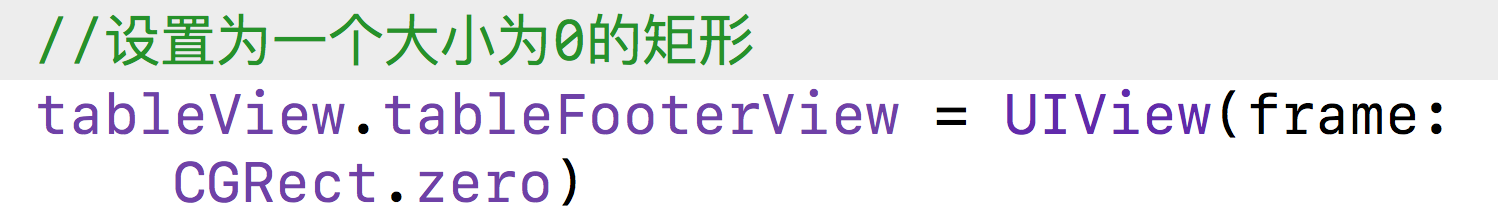 //设置为一个大小为0的矩形
tableView.tableFooterView = UIView(frame:
CGRect.zero)